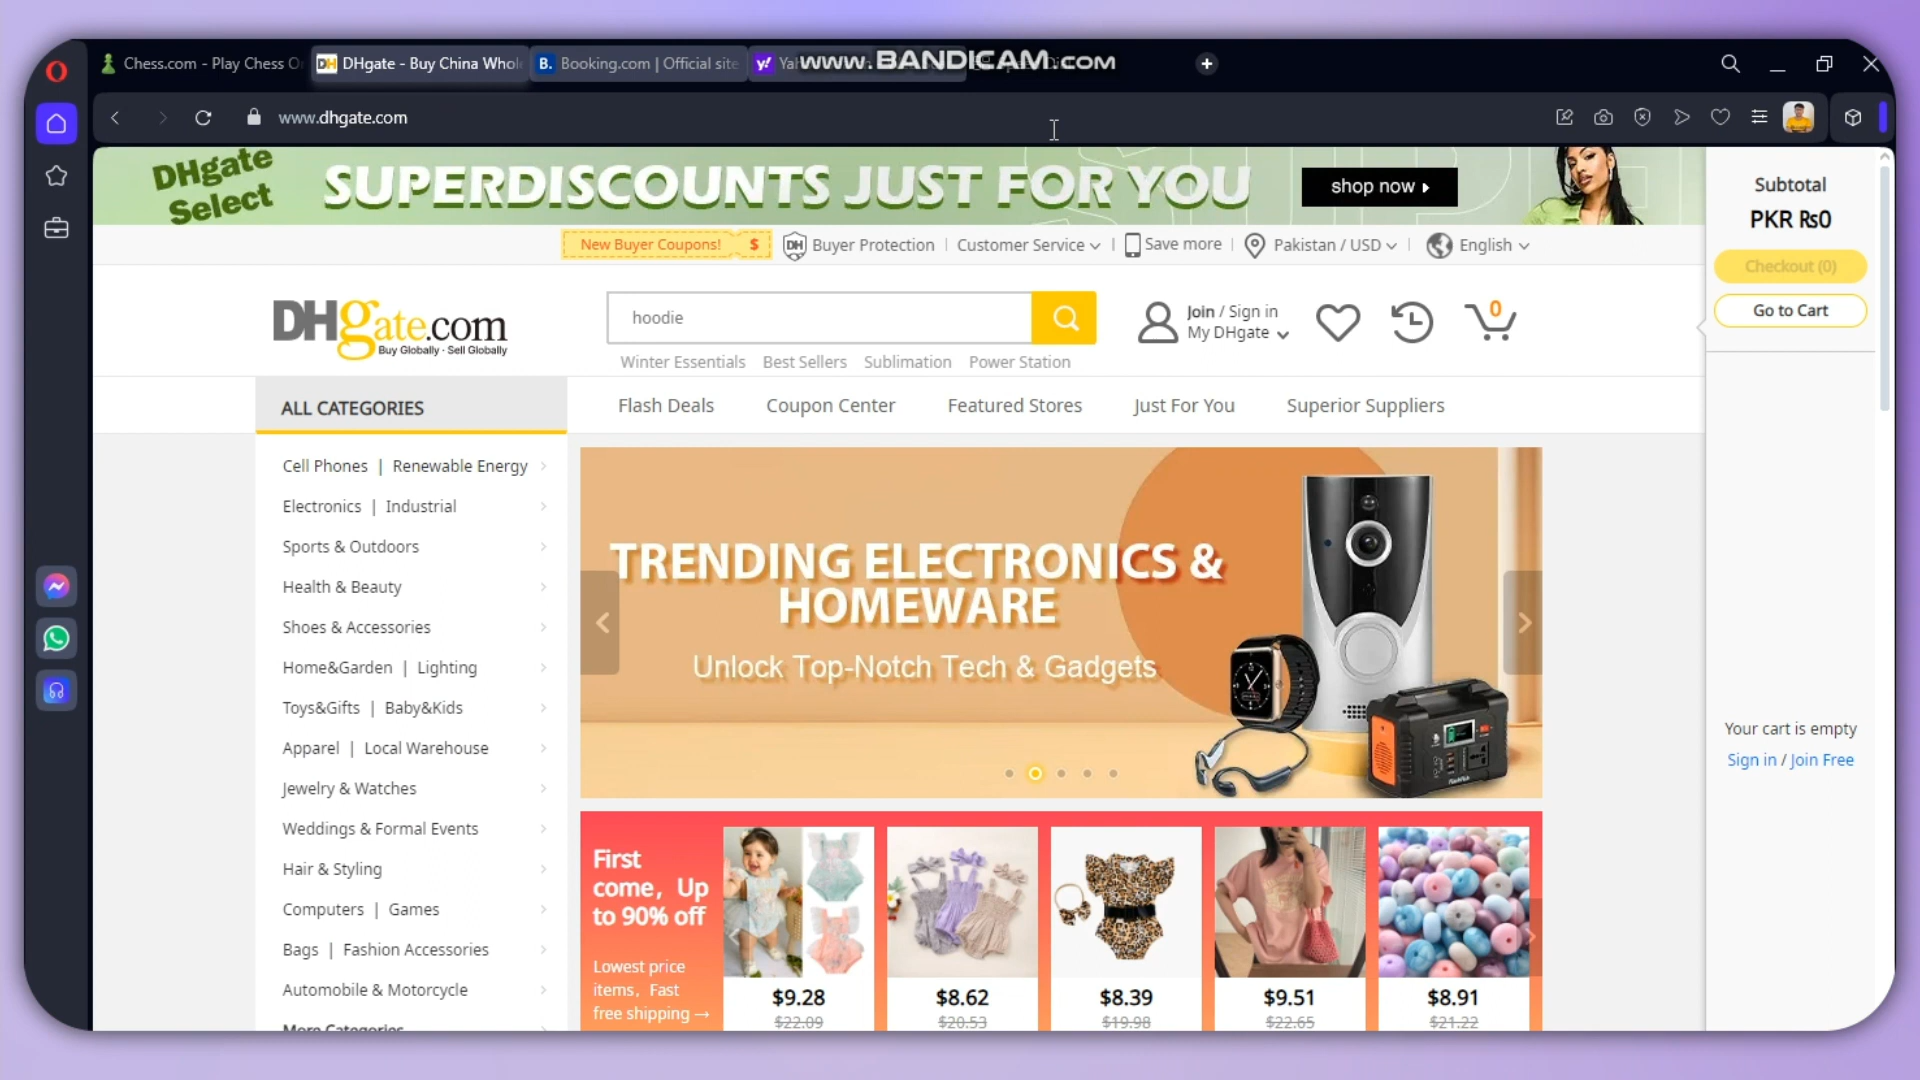 Chess.com - Play Chess O
DH DHgate - Buy China Whol
B. Booking.com | Official site
y! Ya
www.BANDICAM.com
www.dhgate.com
DHgate
Select
SUPERDISCOUNTS JUST FOR YOU
shop now
New Buyer Coupons! $
DH Buyer Protection
Customer Service
Save more
Pakistan / USD
English
DHgate.com
Buy Globally · Sell Globally
hoodie
Join / Sign in
My DHgate
0
Winter Essentials Best Sellers Sublimation Power Station
ALL CATEGORIES
Flash Deals
Coupon Center
Featured Stores
Just For You
Superior Suppliers
Cell Phones | Renewable Energy
Electronics | Industrial
Sports & Outdoors
Health & Beauty
Shoes & Accessories
Home&Garden | Lighting
Toys&Gifts | Baby&Kids
Apparel | Local Warehouse
Jewelry & Watches
Weddings & Formal Events
Hair & Styling
Computers | Games
Bags | Fashion Accessories
Automobile & Motorcycle
More Categories
TRENDING ELECTRONICS &
HOMEWARE
Unlock Top-Notch Tech & Gadgets
First
come, Up
to 90% off
Lowest price
items, Fast
free shipping →
$9.28
$22.09
$8.62
$20.53
$8.39
$19.98
$9.51
$22.65
$8.91
$21.22
Subtotal
PKR ₨0
Checkout (0)
Go to Cart
Your cart is empty
Sign in / Join Free